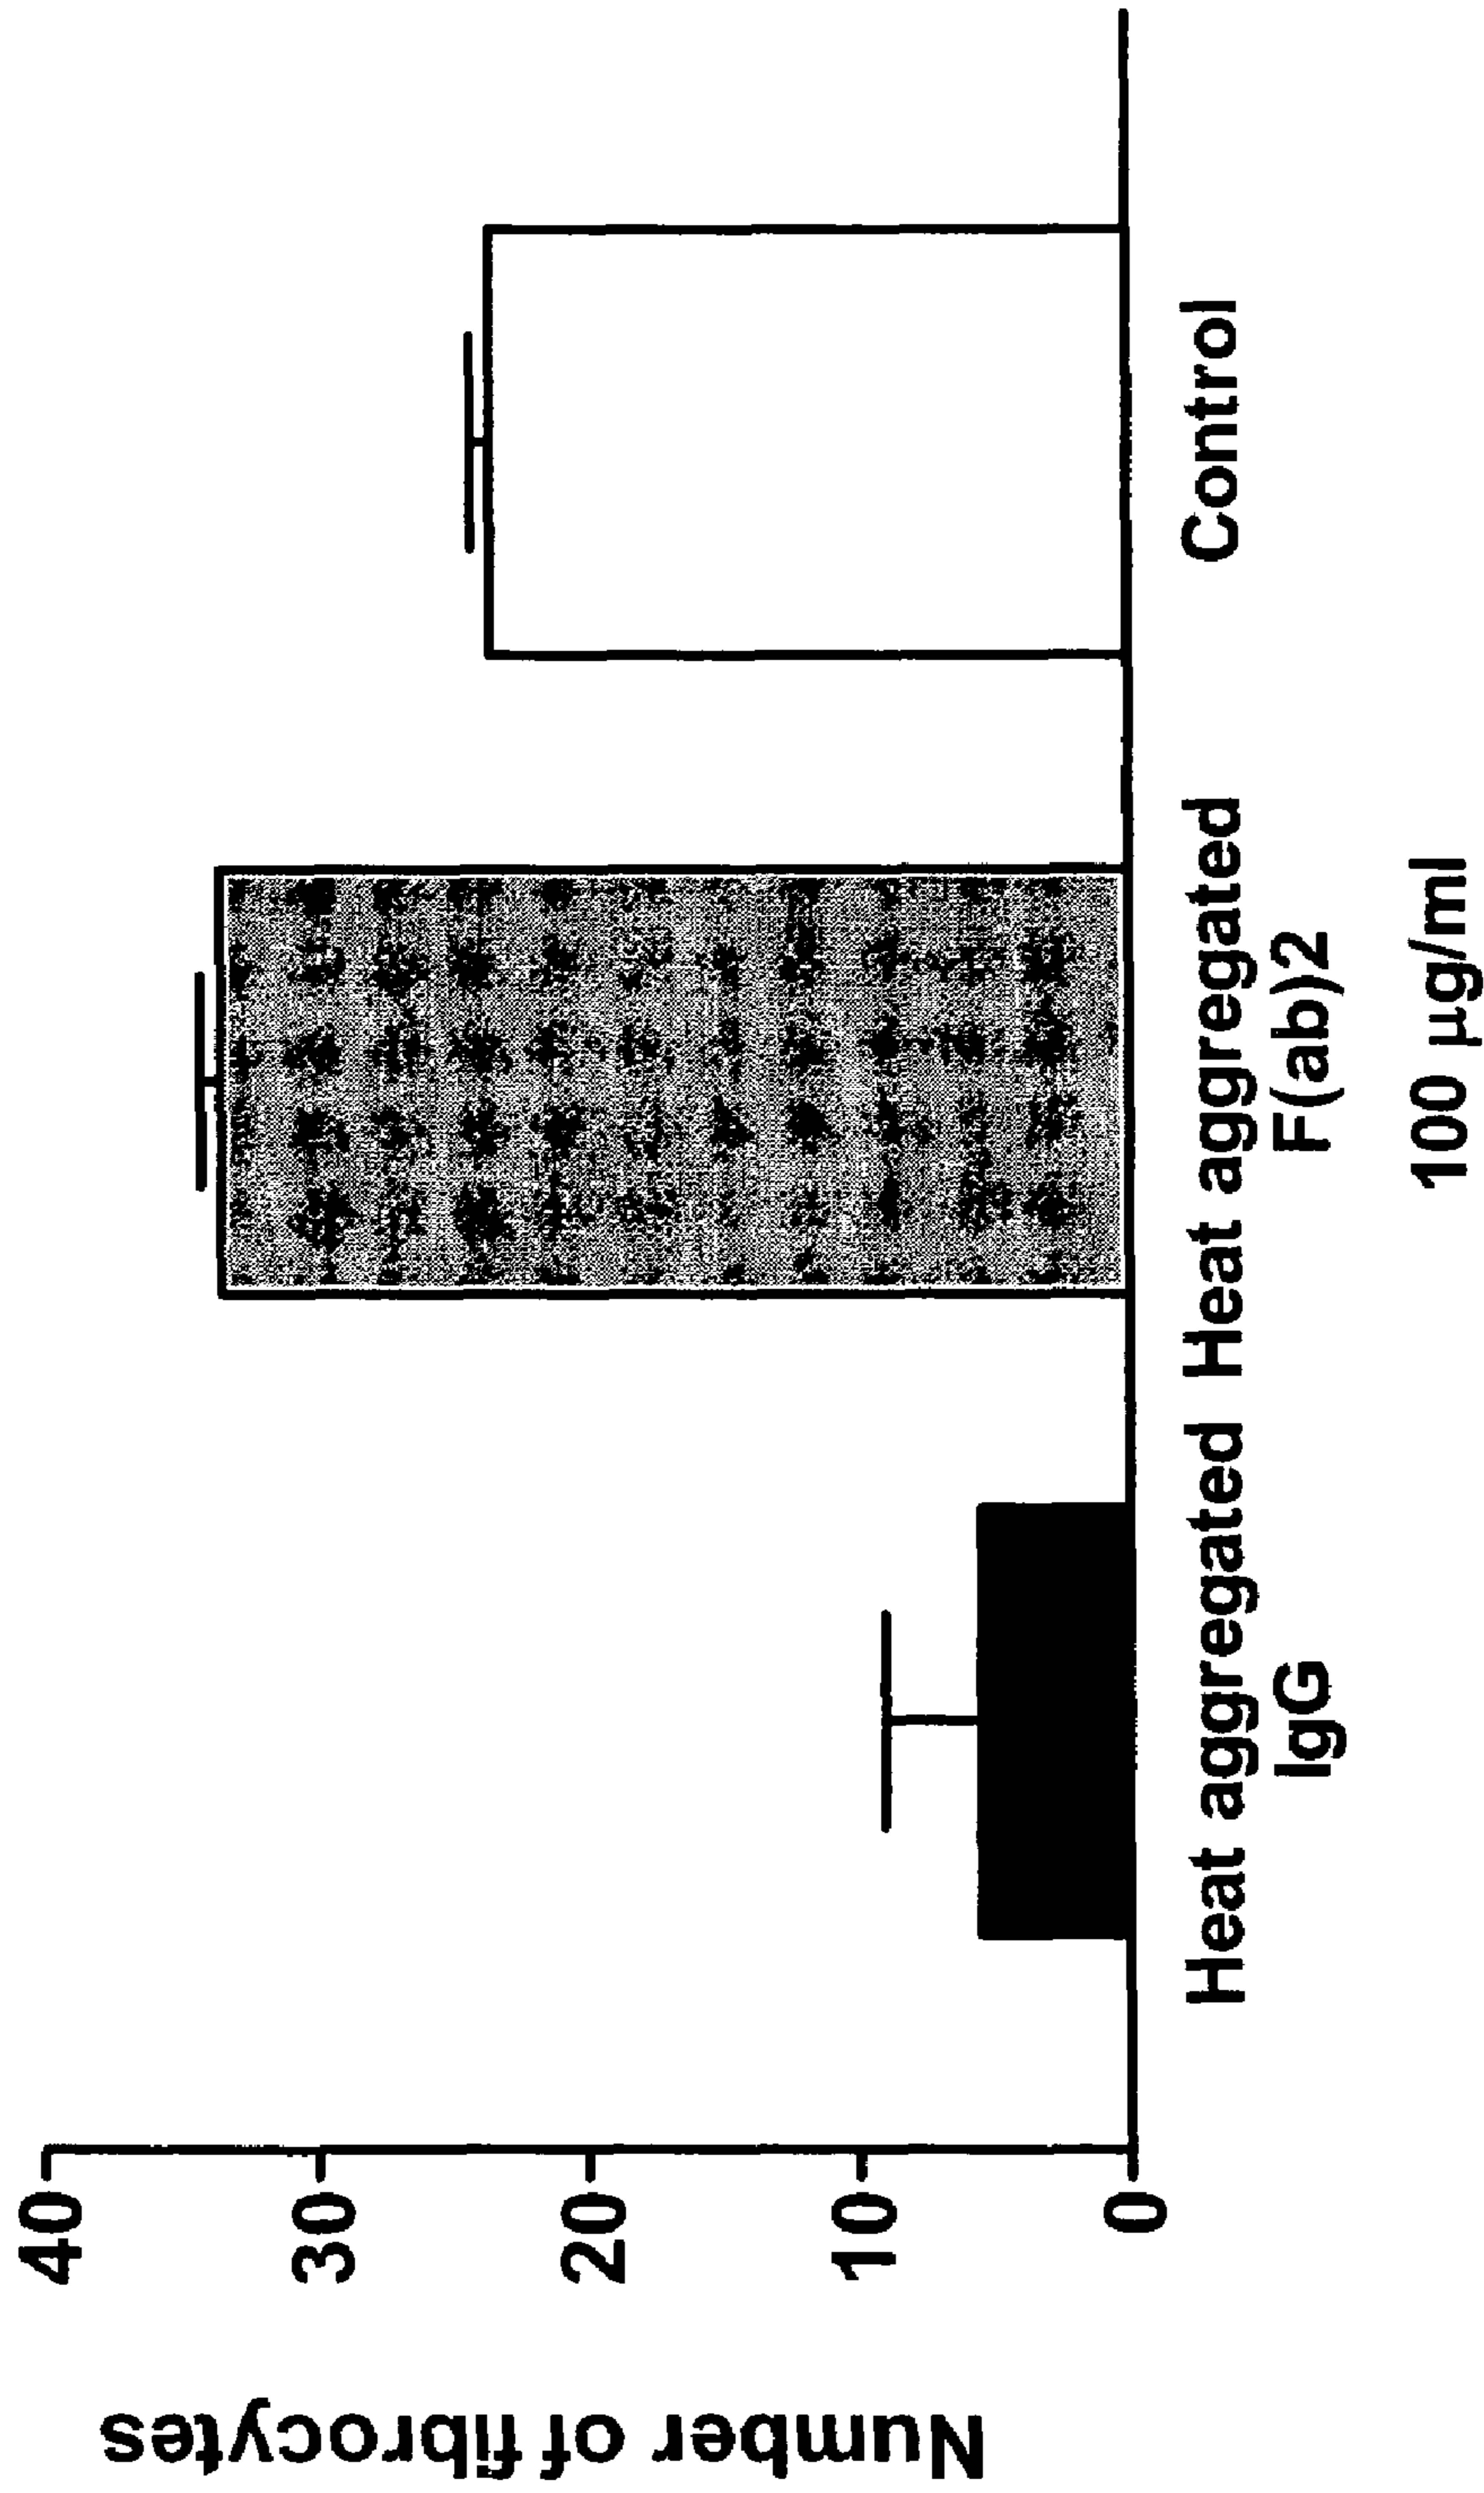 Number of fibrocytes
40
30
20
10
0
Heat aggregated
IgG
Heat aggregated
F(ab)2
Control
100 µg/ml